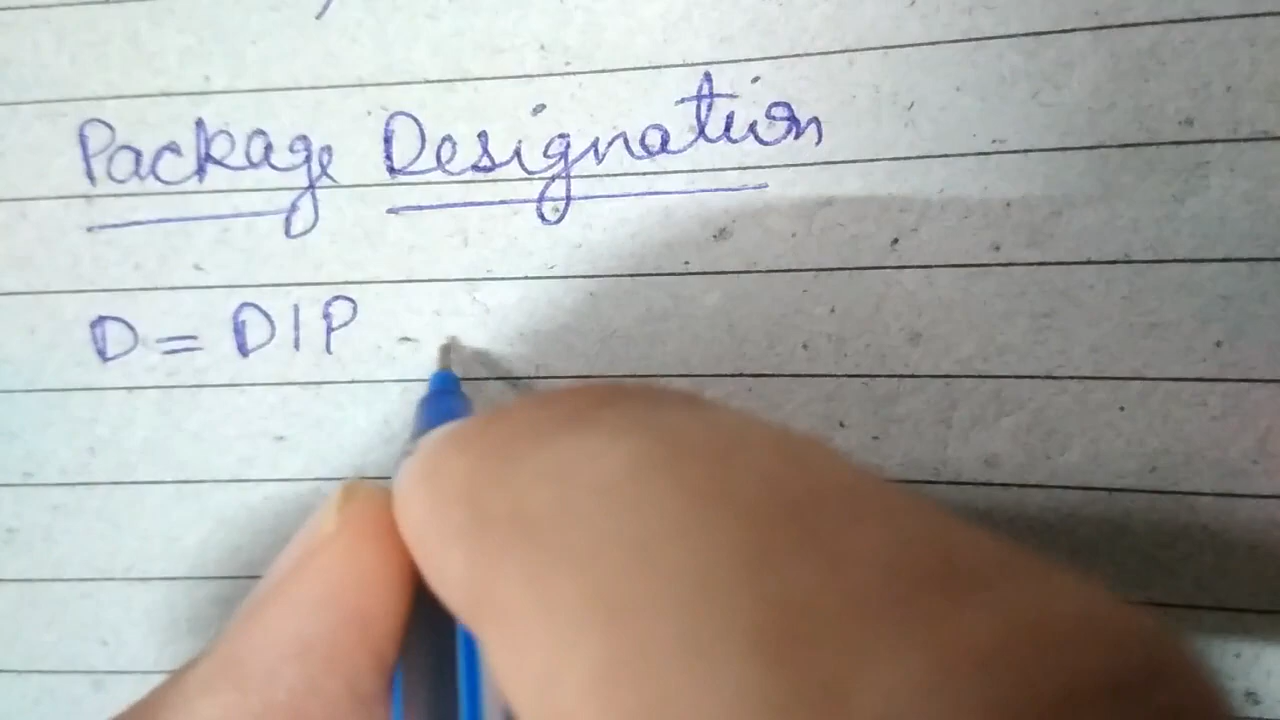 Package Designation
D = DIP -